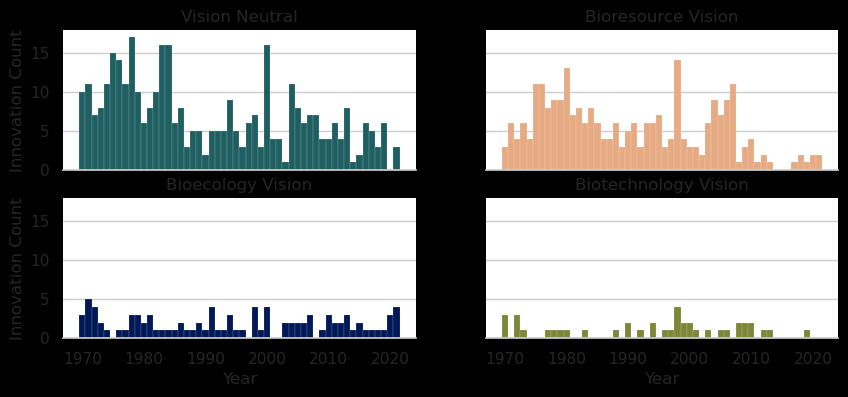 Vision Neutral
Bioresource Vision
Innovation Count
15
10
5
0
Bioecology Vision
Biotechnology Vision
Innovation Count
15
10
5
0
1970 1980 1990 2000 2010 2020
1970 1980 1990 2000 2010 2020
Year
Year